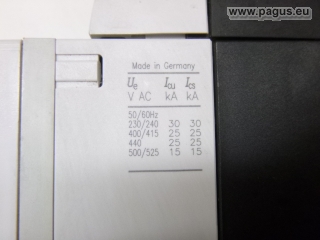 www.pagus.eu
Made in Germany
Ue Icu Ics
V AC kA kA
50/60Hz
230/240 30 30
400/415 25 25
440 25 25
500/525 15 15